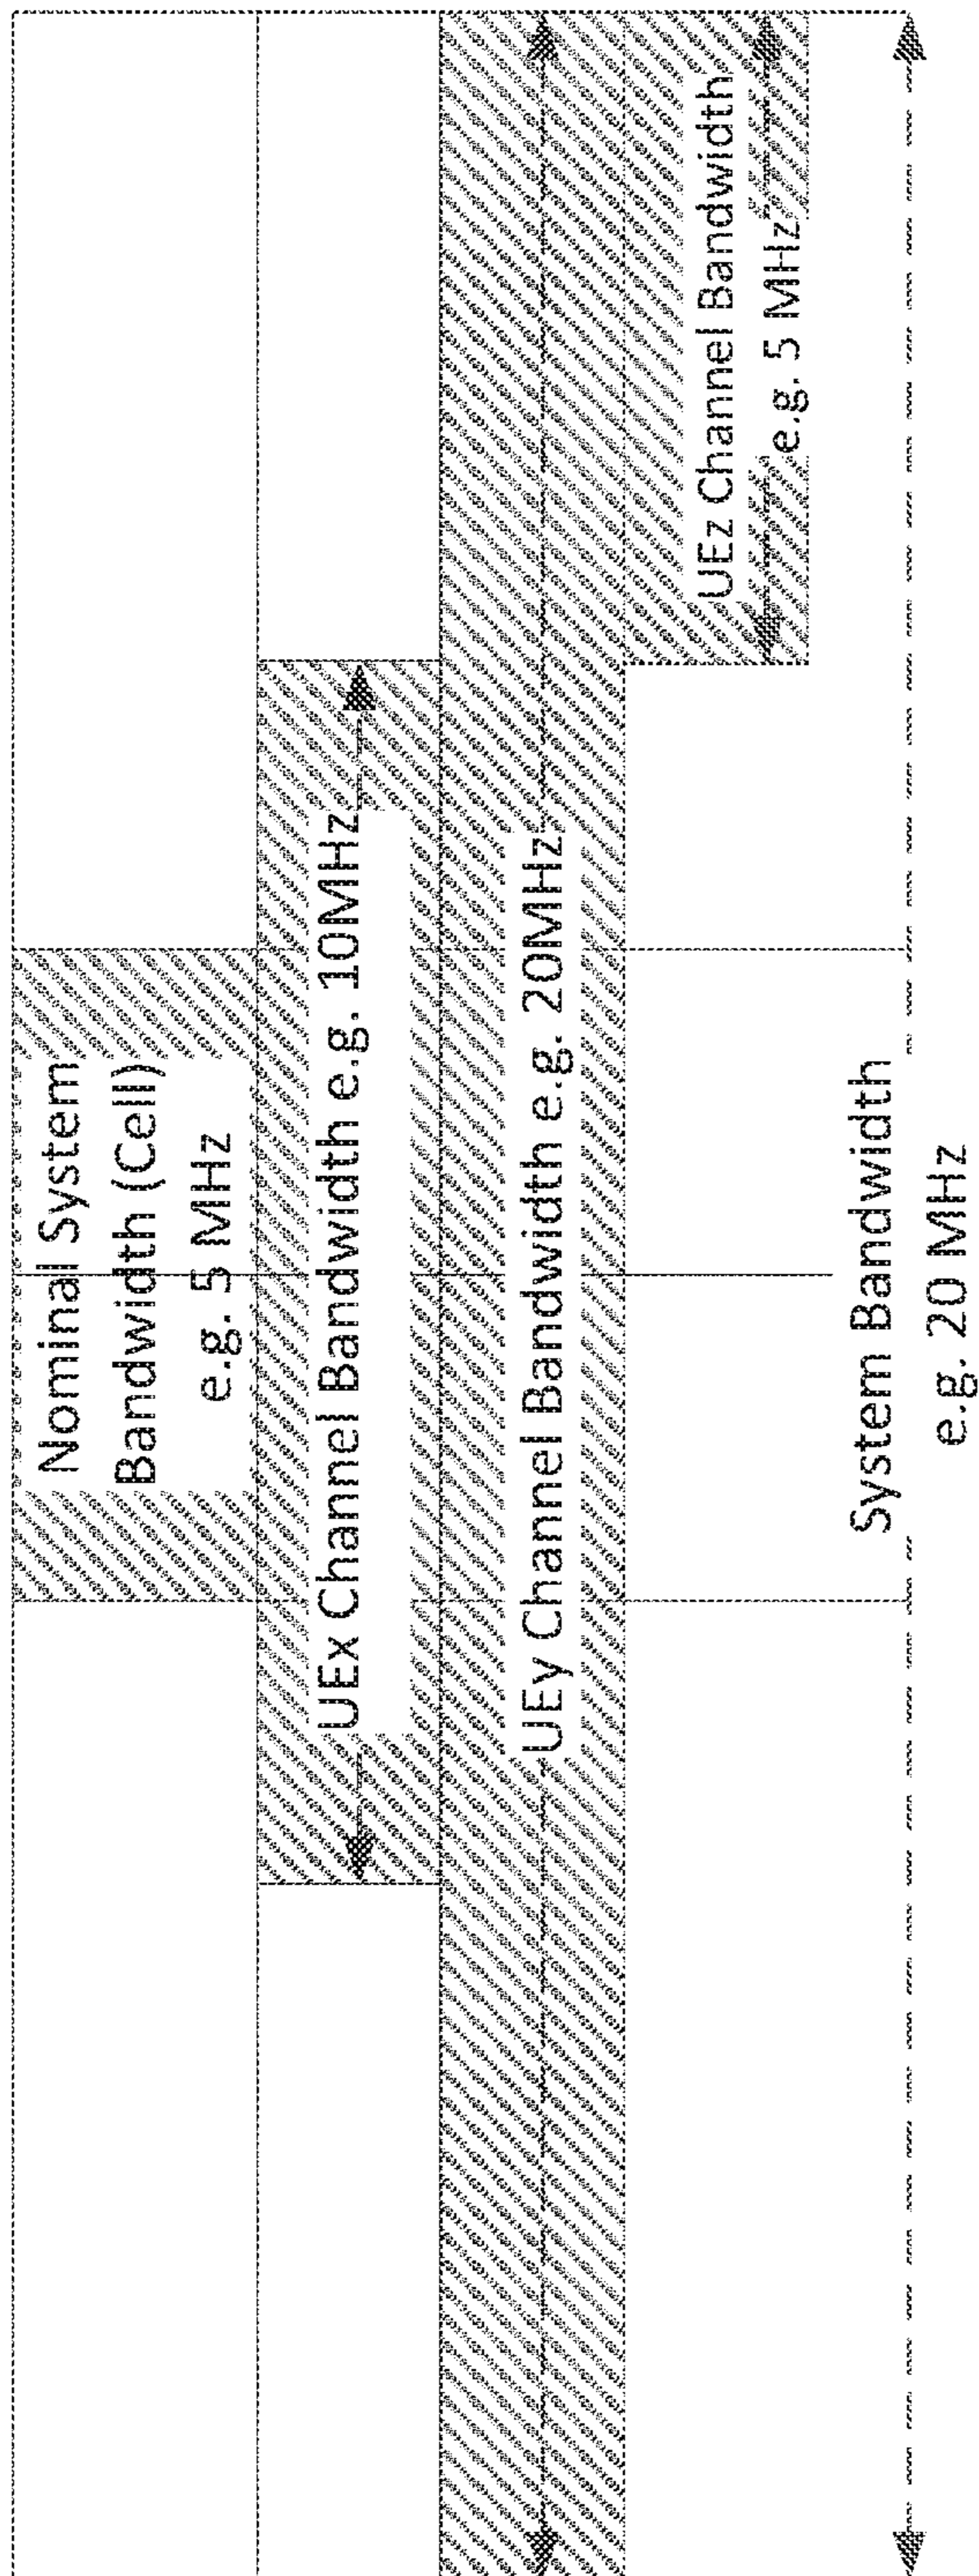 Nominal System
Bandwidth (Cell)
e.g. 5 MHz
UEx Channel Bandwidth e.g. 10MHz
UEy Channel Bandwidth e.g. 20MHz
UEz Channel Bandwidth
e.g. 5 MHz
System Bandwidth
e.g. 20 MHz